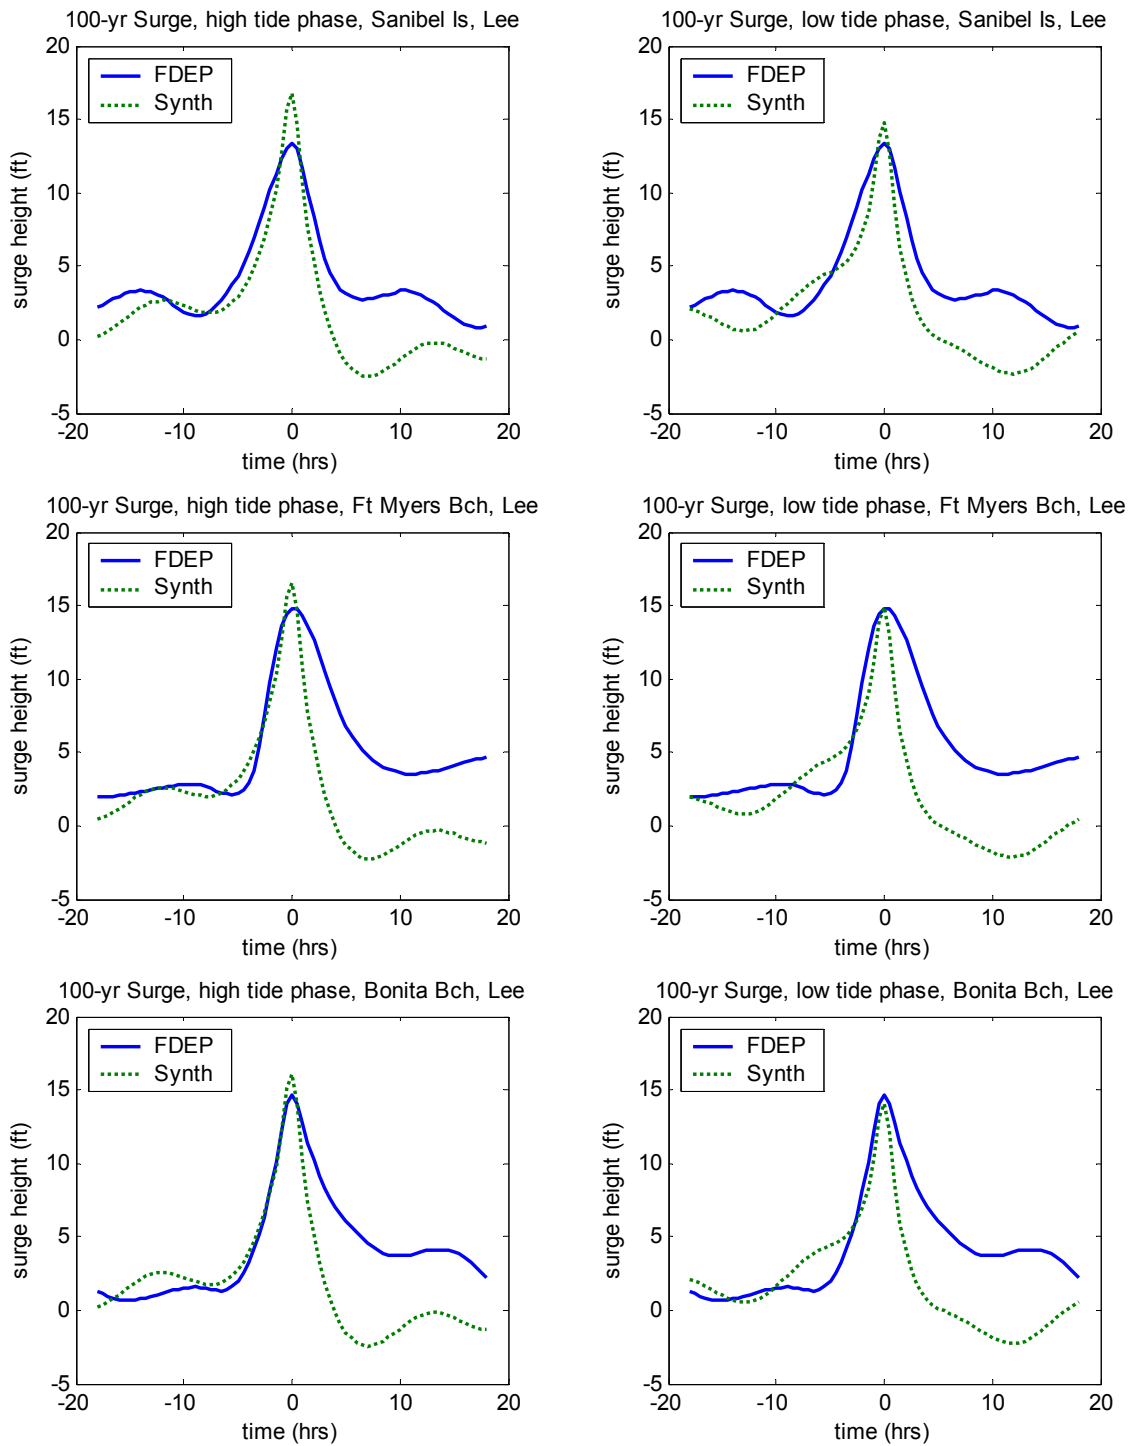 100-yr Surge, high tide phase, Sanibel Is, Lee
20
15
10
5
0
-5
surge height (ft)
FDEP
Synth
-20 -10 0 10 20
time (hrs)
100-yr Surge, low tide phase, Sanibel Is, Lee
20
15
10
5
0
-5
surge height (ft)
FDEP
Synth
-20 -10 0 10 20
time (hrs)
100-yr Surge, high tide phase, Ft Myers Bch, Lee
20
15
10
5
0
-5
surge height (ft)
FDEP
Synth
-20 -10 0 10 20
time (hrs)
100-yr Surge, low tide phase, Ft Myers Bch, Lee
20
15
10
5
0
-5
surge height (ft)
FDEP
Synth
-20 -10 0 10 20
time (hrs)
100-yr Surge, high tide phase, Bonita Bch, Lee
20
15
10
5
0
-5
surge height (ft)
FDEP
Synth
-20 -10 0 10 20
time (hrs)
100-yr Surge, low tide phase, Bonita Bch, Lee
20
15
10
5
0
-5
surge height (ft)
FDEP
Synth
-20 -10 0 10 20
time (hrs)